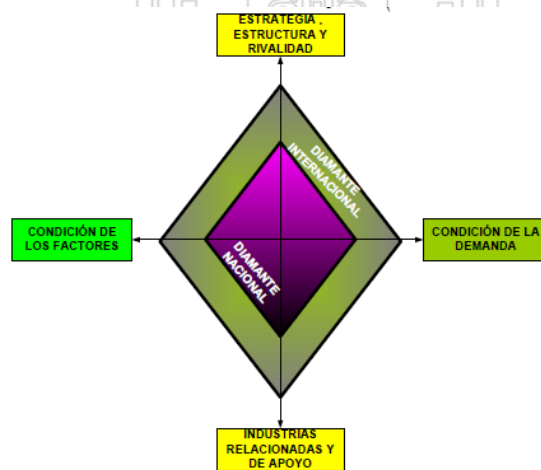 ESTRATEGIA ,
ESTRUCTURA Y
RIVALIDAD
DIAMANTE
INTERNACIONAL
CONDICIÓN DE
LOS FACTORES
CONDICIÓN DE LA
DEMANDA
DIAMANTE
NACIONAL
INDUSTRIAS
RELACIONADAS Y
DE APOYO